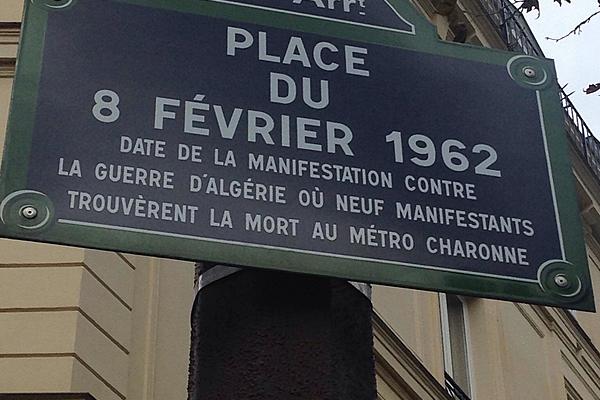 Arrt
PLACE
DU
8 FÉVRIER 1962
DATE DE LA MANIFESTATION CONTRE
LA GUERRE D'ALGÉRIE OÙ NEUF MANIFESTANTS
TROUVÈRENT LA MORT AU MÉTRO CHARONNE